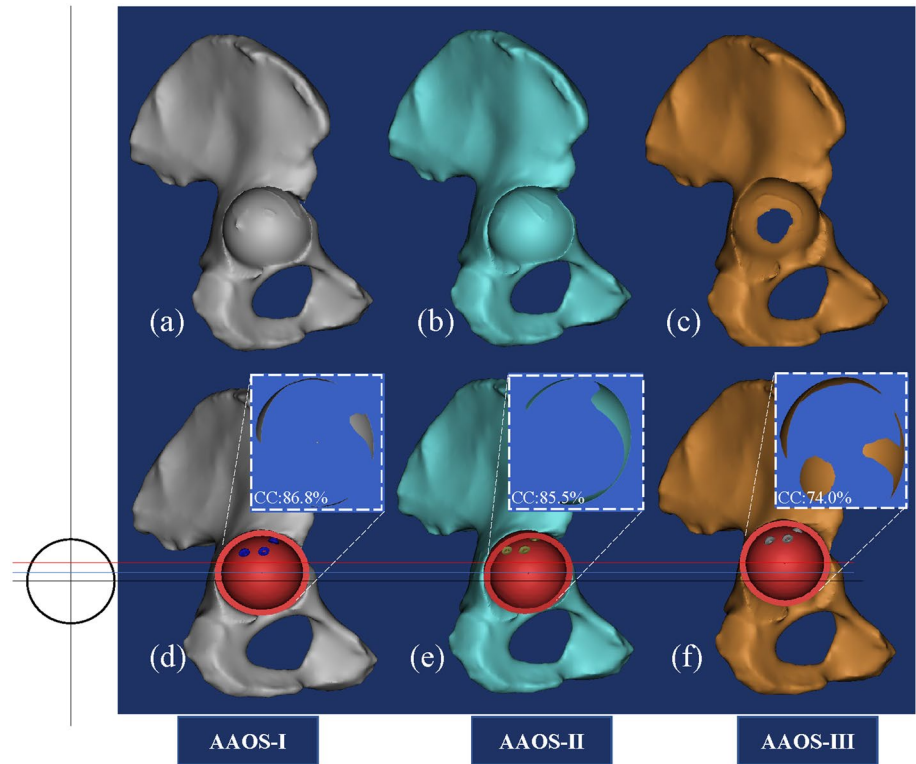 (a)
(b)
(c)
CC:86.8%
CC:85.5%
CC:74.0%
(d)
(e)
(f)
AAOS-I
AAOS-II
AAOS-III